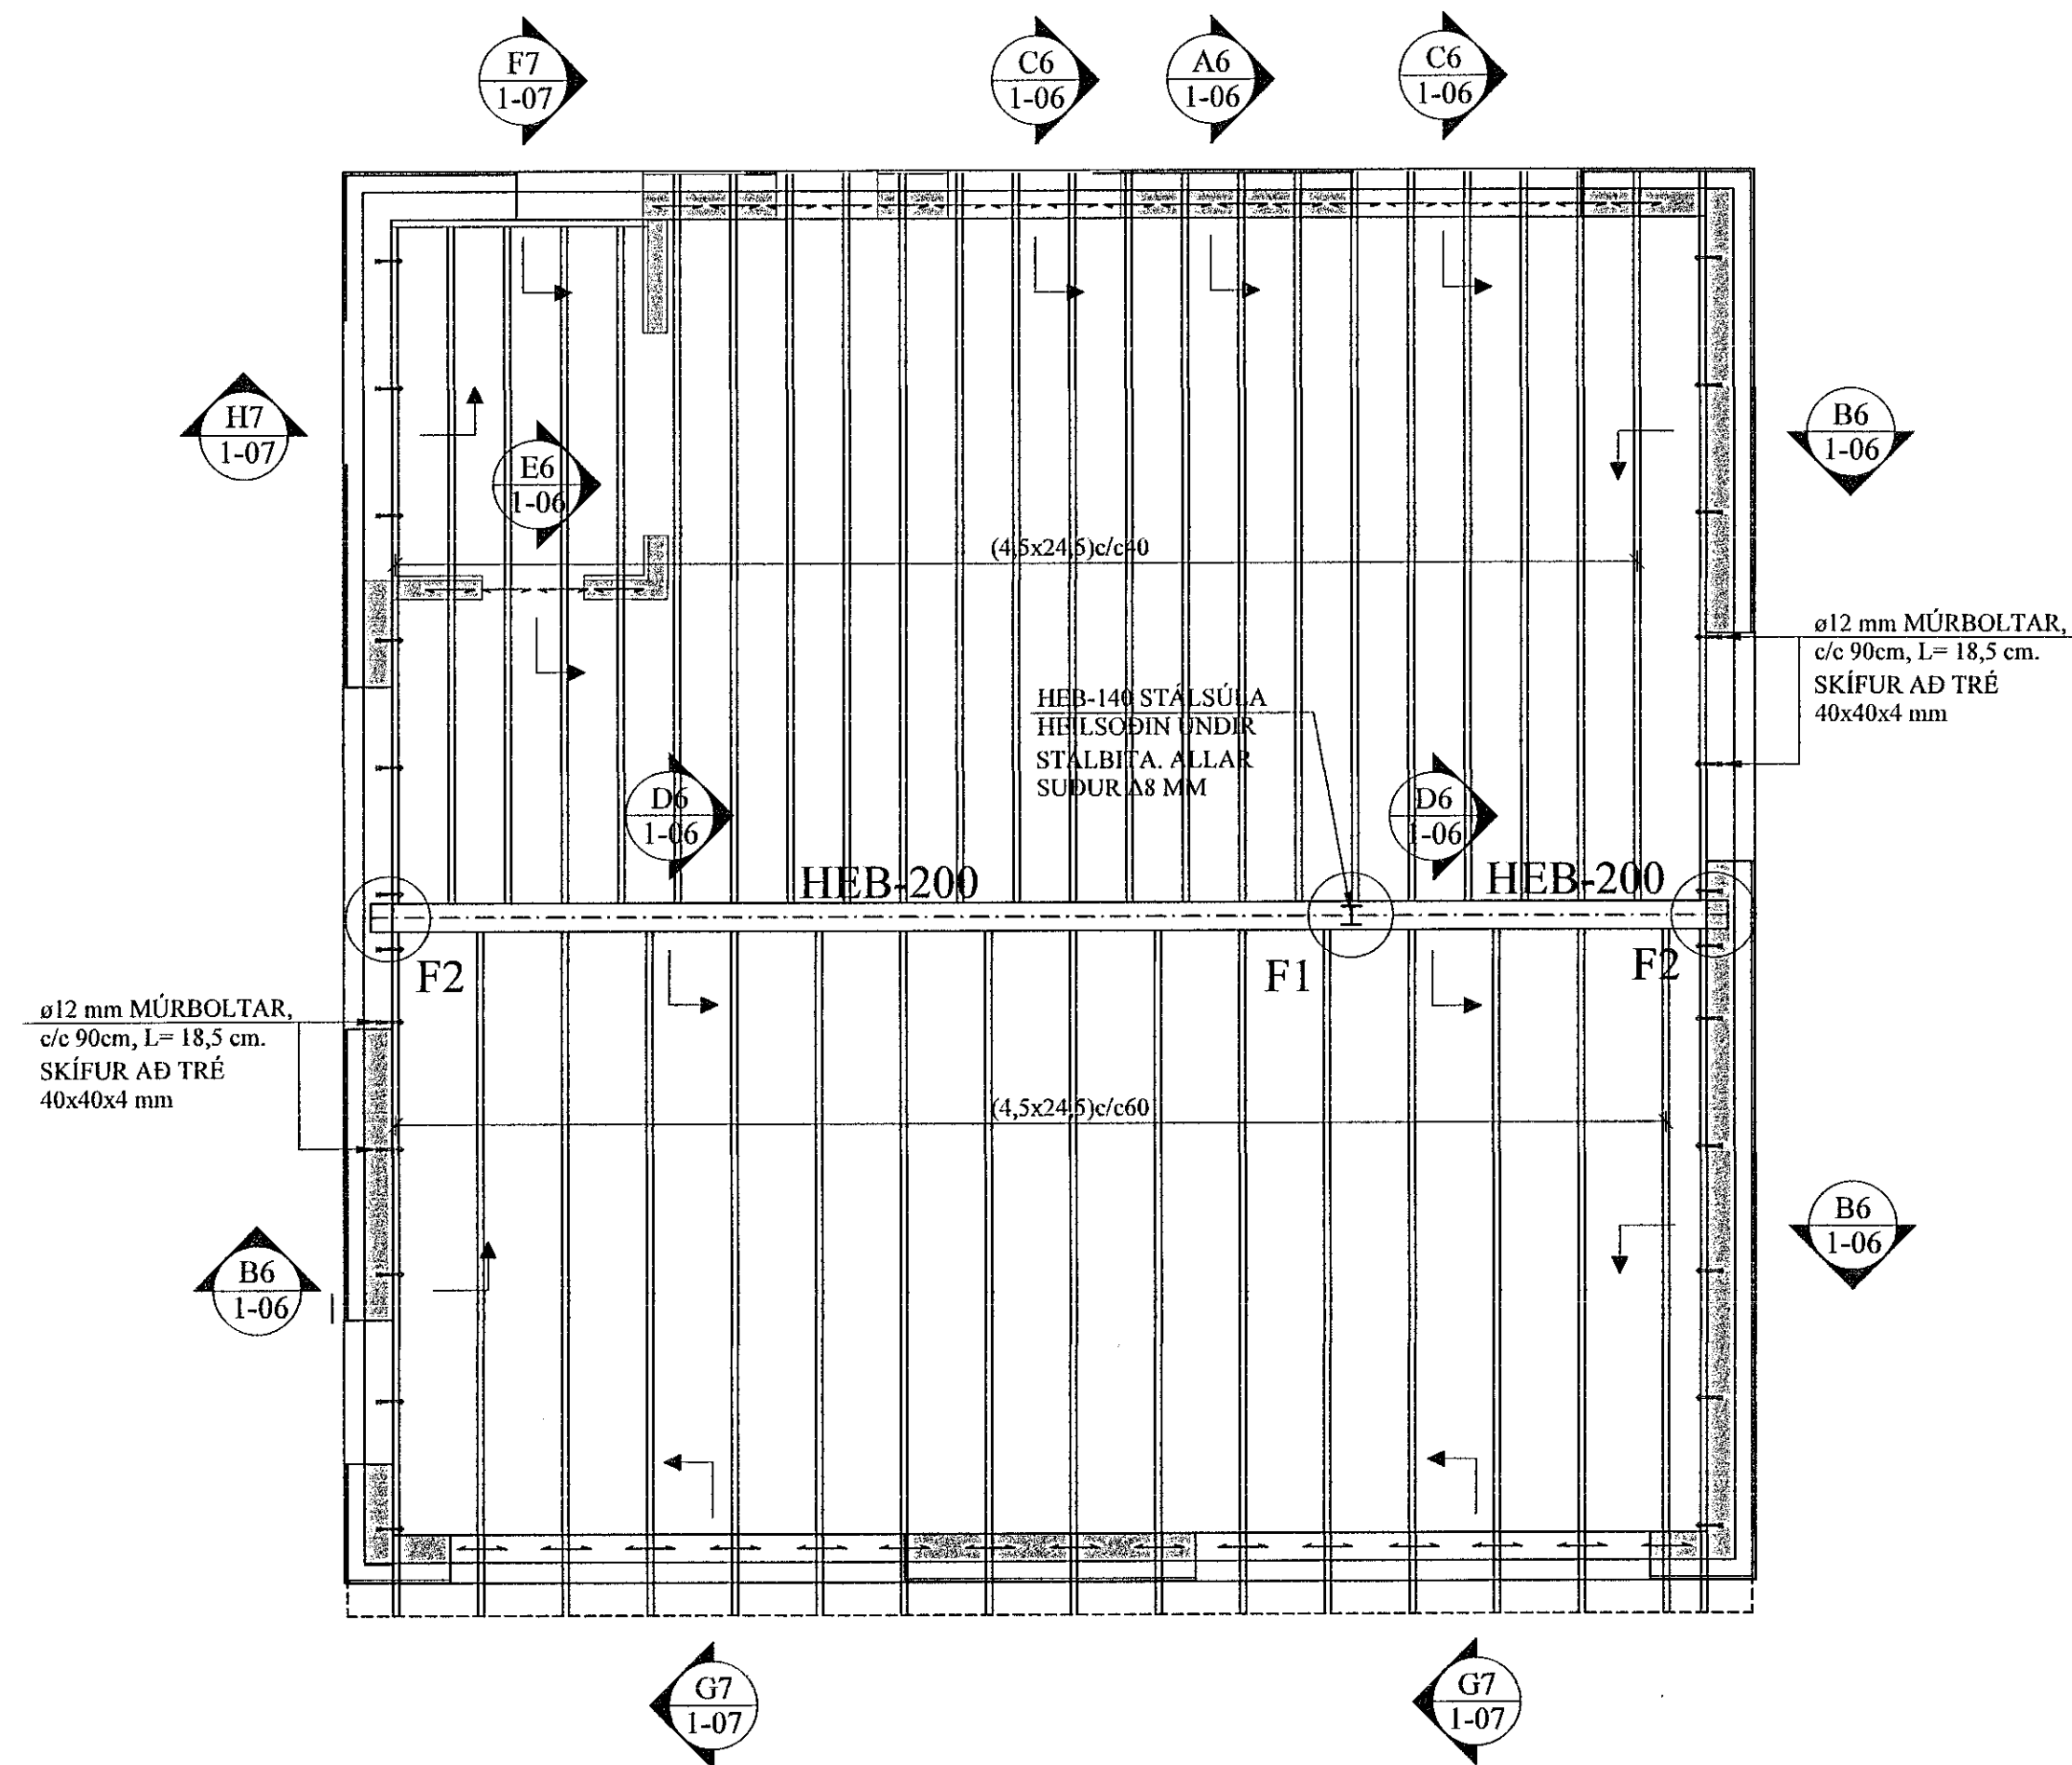 F7
1-07
C6
1-06
A6
1-06
C6
1-06
H7
1-07
B6
1-06
E6
1-06
(4,5x24,5)c/c40
ø12 mm MÚRBOLTAR,
c/c 90cm, L= 18,5 cm.
SKÍFUR AÐ TRÉ
40x40x4 mm
HEB-140 STÁLSÚLA
HEILSOÐIN UNDIR
STÁLBITA. ALLAR
SUÐUR Δ8 MM
D6
1-06
D6
1-06
HEB-200
HEB-200
F2
F1
F2
ø12 mm MÚRBOLTAR,
c/c 90cm, L= 18,5 cm.
SKÍFUR AÐ TRÉ
40x40x4 mm
(4,5x24,5)c/c60
B6
1-06
B6
1-06
G7
1-07
G7
1-07